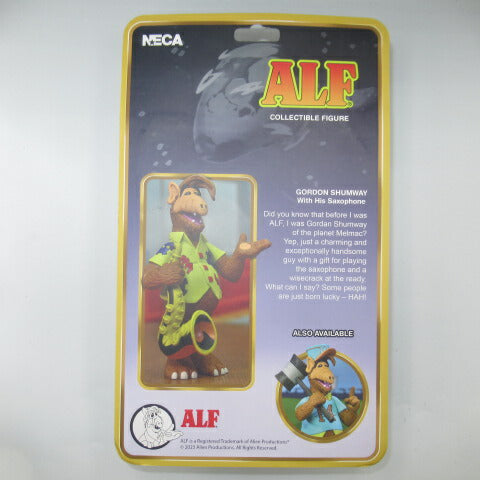 NECA
ALF
COLLECTIBLE FIGURE
GORDON SHUMWAY
With His Saxophone
Did you know that before I was
ALF, I was Gordan Shumway
of the planet Melmac?
Yep, just a charming and
exceptionally handsome
guy with a gift for playing
the saxophone and a
wisecrack at the ready.
What can I say? Some people
are just born lucky – HAH!
ALSO AVAILABLE
ALF
ALF is a Registered Trademark of Alien Productions®
© 2023 Alien Productions. All Rights Reserved.